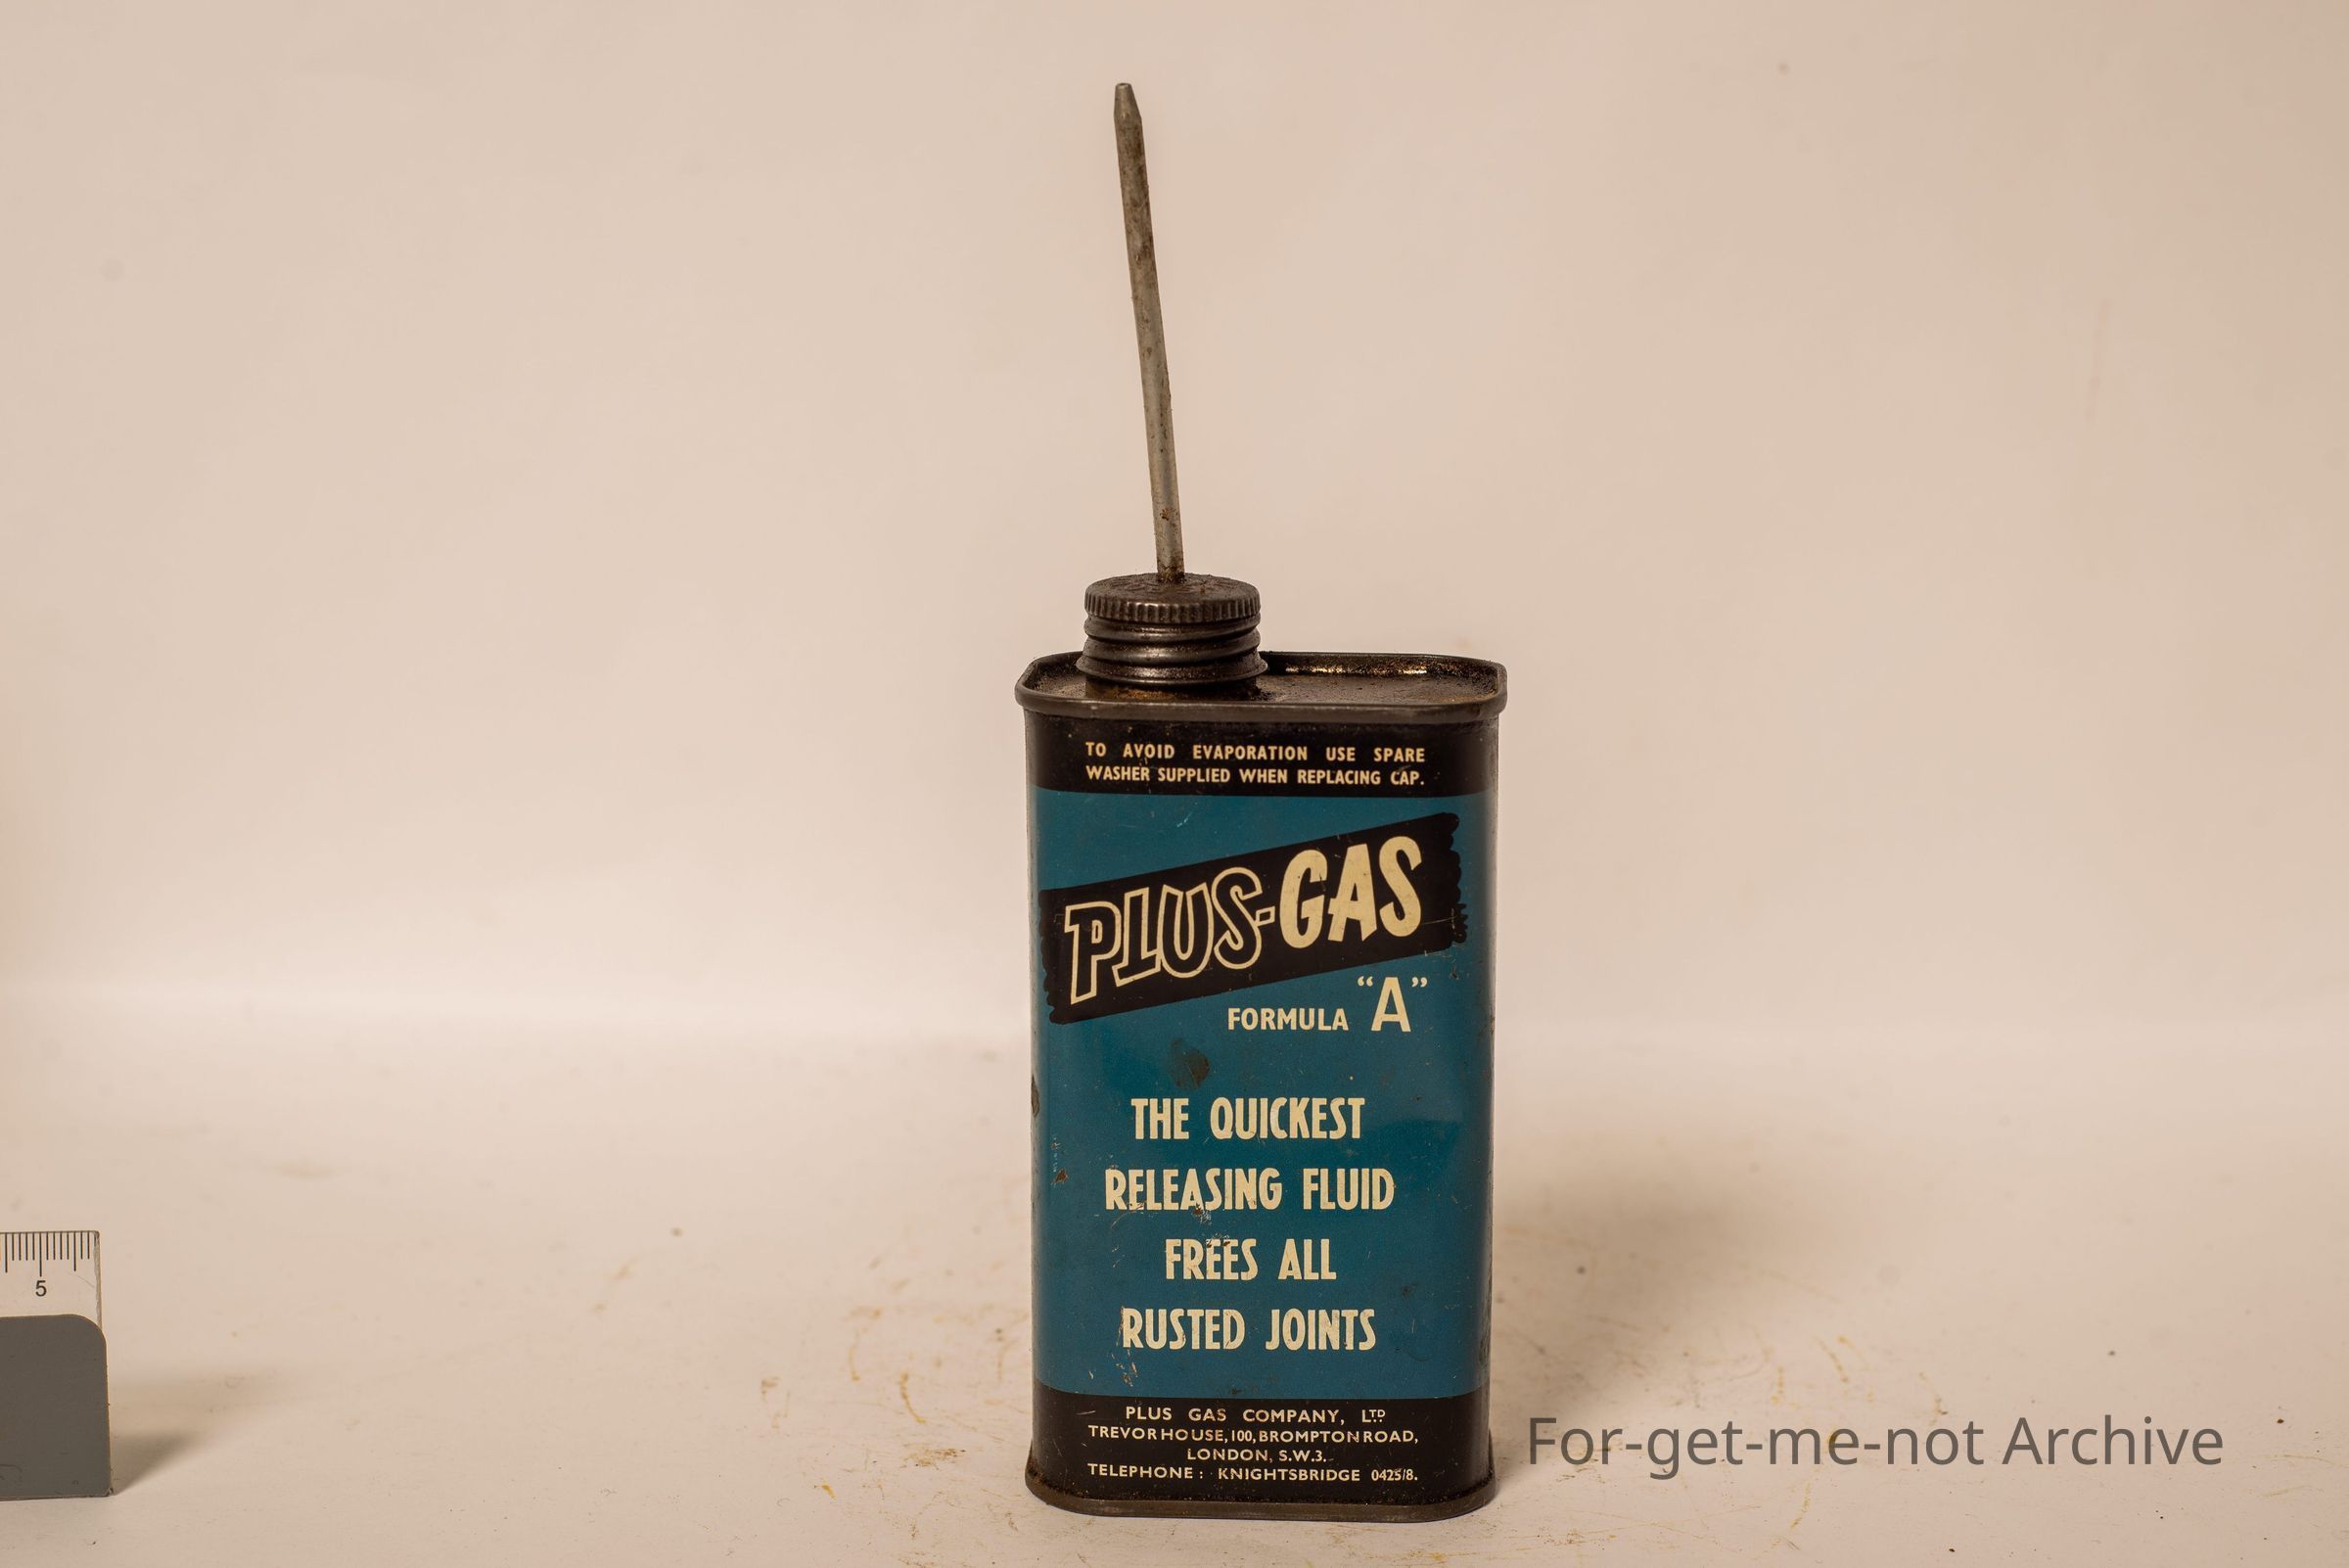 TO AVOID EVAPORATION USE SPARE
WASHER SUPPLIED WHEN REPLACING CAP.
PLUS-GAS
FORMULA "A"
THE QUICKEST
RELEASING FLUID
FREES ALL
RUSTED JOINTS
PLUS GAS COMPANY, LTD.
TREVOR HOUSE, 100, BROMPTON ROAD,
LONDON, S.W.3.
TELEPHONE: KNIGHTSBRIDGE 0425/8.
5
For-get-me-not Archive